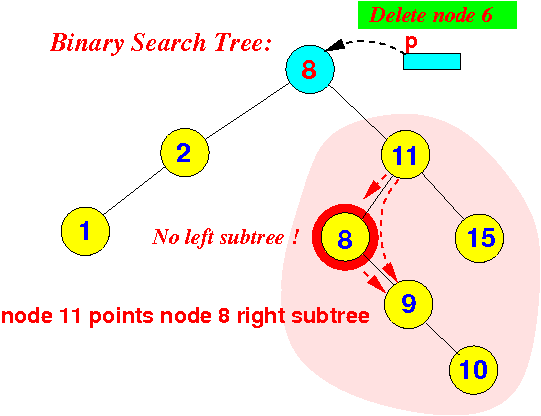 Delete node 6
Binary Search Tree:
p
8
2
11
1
No left subtree !
8
15
9
node 11 points node 8 right subtree
10